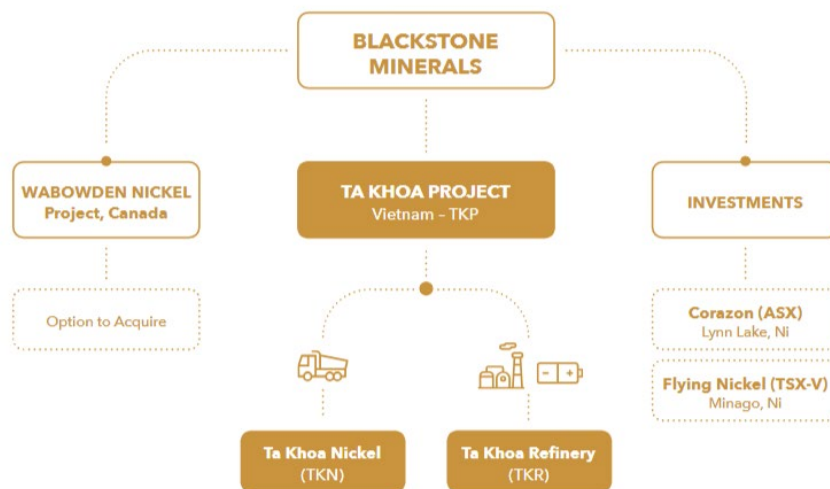 BLACKSTONE
MINERALS
WABOWDEN NICKEL
Project, Canada
Option to Acquire
TA KHOA PROJECT
Vietnam – TKP
Ta Khoa Nickel
(TKN)
Ta Khoa Refinery
(TKR)
INVESTMENTS
Corazon (ASX)
Lynn Lake, Ni
Flying Nickel (TSX-V)
Minago, Ni